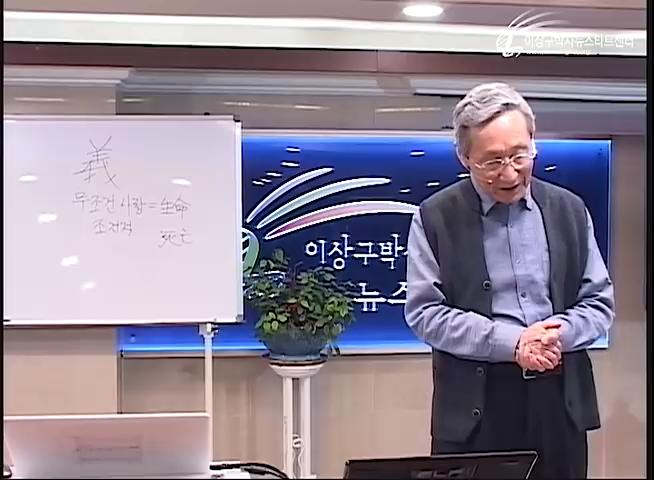 이상구박사뉴스타트센터
義
무조건 사랑 = 生命
조건적 死亡
이상구박
뉴스